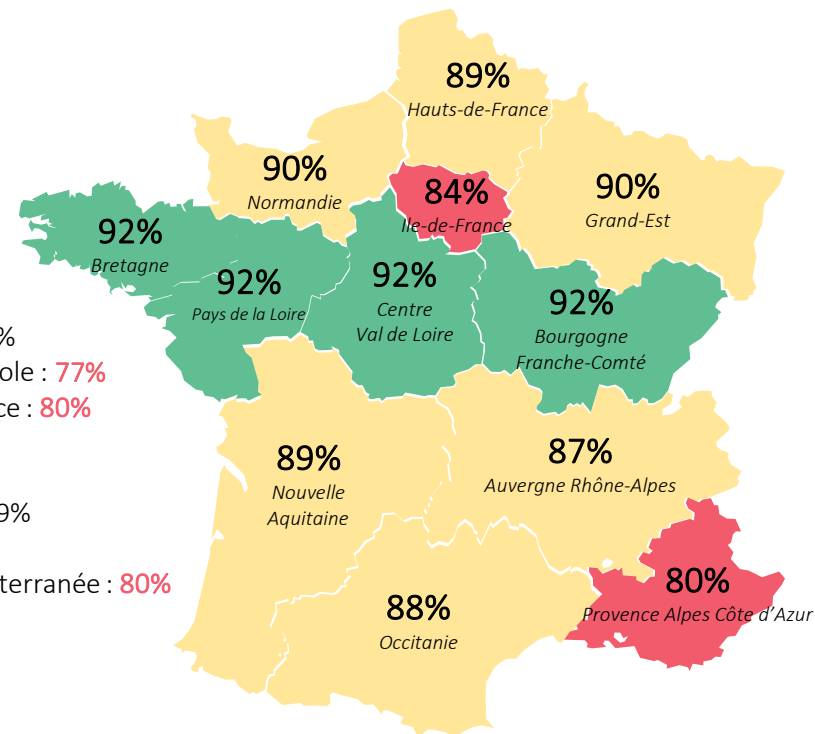 89%
Hauts-de-France
90%
Normandie
84%
Ile-de-France
90%
Grand-Est
92%
Bretagne
92%
Pays de la Loire
92%
Centre
Val de Loire
92%
Bourgogne
Franche-Comté
%
ole : 77%
ce : 80%
9%
terranée : 80%
89%
Nouvelle
Aquitaine
87%
Auvergne Rhône-Alpes
88%
Occitanie
80%
Provence Alpes Côte d'Azur